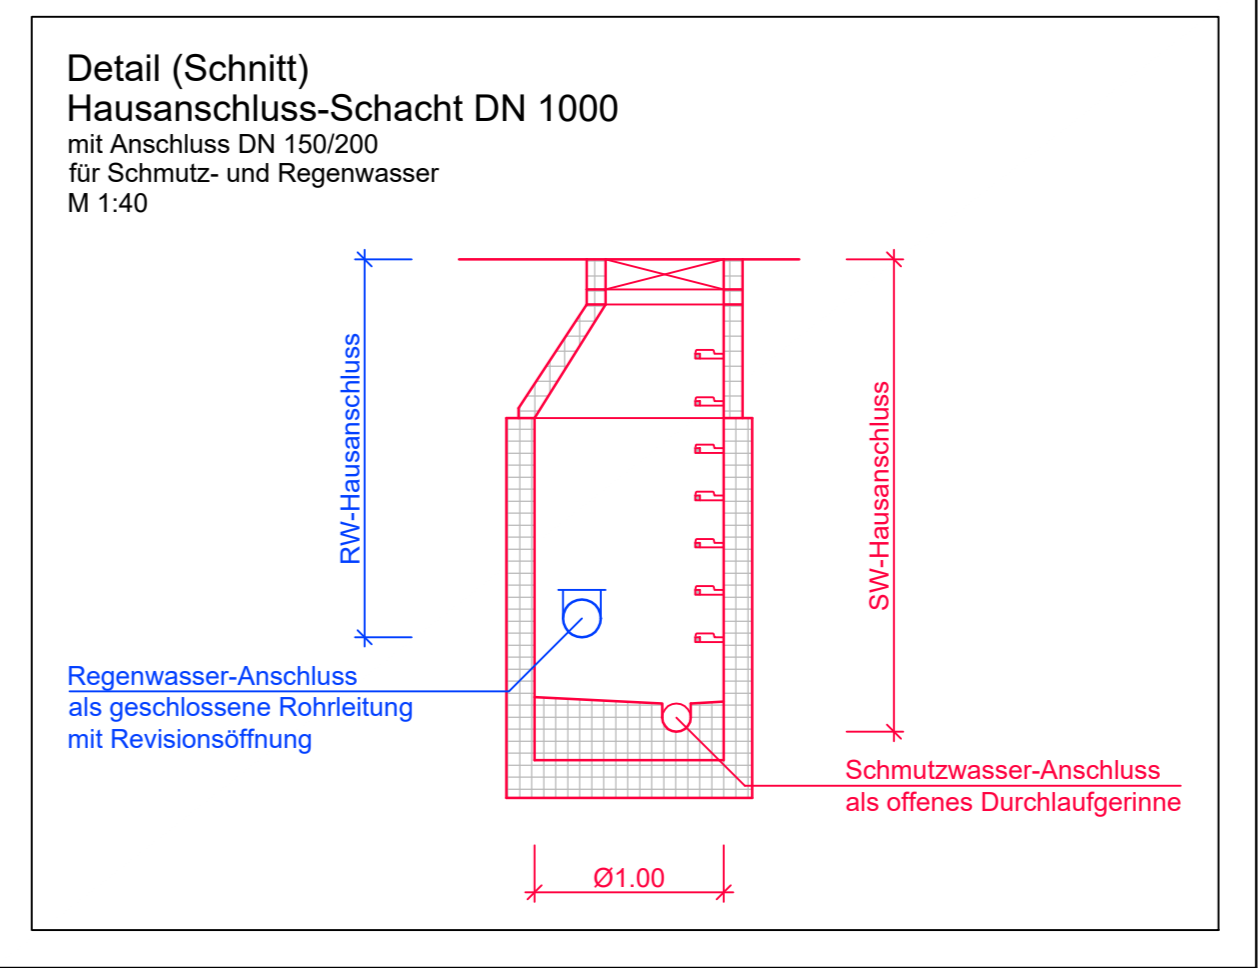 Detail (Schnitt)
Hausanschluss-Schacht DN 1000
mit Anschluss DN 150/200
für Schmutz- und Regenwasser
M 1:40
RW-Hausanschluss
SW-Hausanschluss
Regenwasser-Anschluss
als geschlossene Rohrleitung
mit Revisionsöffnung
Schmutzwasser-Anschluss
als offenes Durchlaufgerinne
Ø1.00